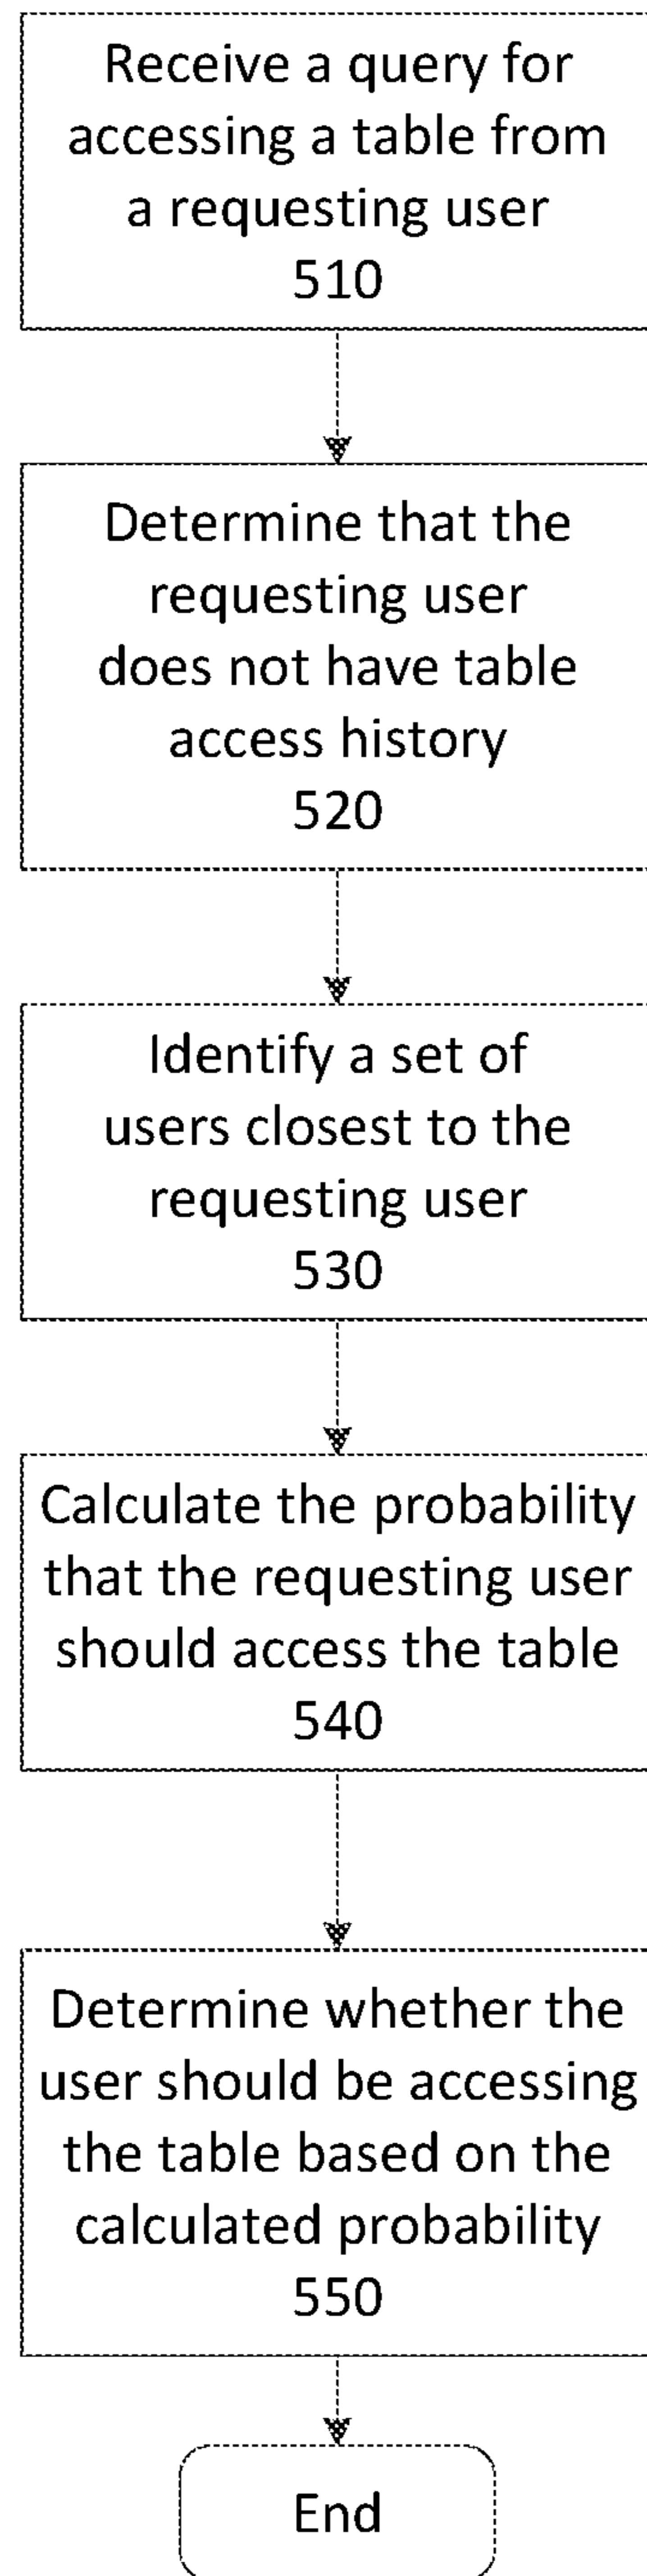 Receive a query for
accessing a table from
a requesting user
510
Determine that the
requesting user
does not have table
access history
520
Identify a set of
users closest to the
requesting user
530
Calculate the probability
that the requesting user
should access the table
540
Determine whether the
user should be accessing
the table based on the
calculated probability
550
End